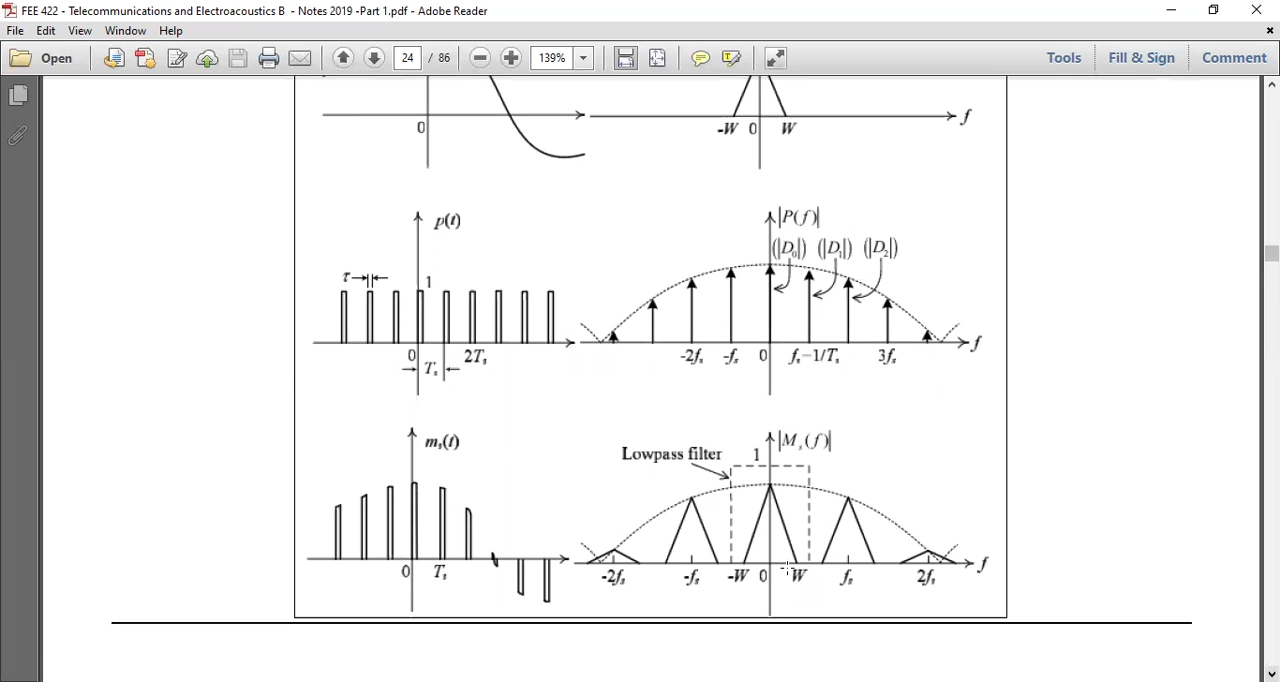 FEE 422 - Telecommunications and Electroacoustics B - Notes 2019 -Part 1.pdf - Adobe Reader
File Edit View Window Help
Open 24 / 86 139% Tools Fill & Sign Comment
0 -W 0 W f
p(t) |P(f)|
(|D₀|) (|D₁|) (|D₂|)
τ 1
0 2Tₛ -2fₛ -fₛ 0 fₛ=1/Tₛ 3fₛ f
Tₛ
mₛ(t) |Mₛ(f)|
Lowpass filter 1
0 Tₛ -2fₛ -fₛ -W 0 W fₛ 2fₛ f